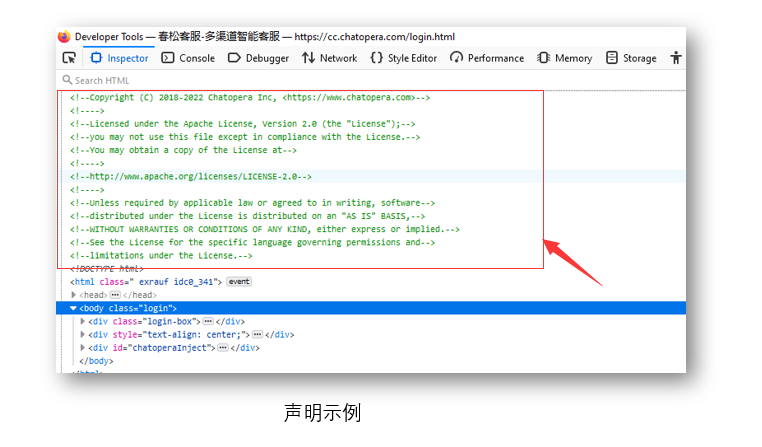 Developer Tools — 春松客服-多渠道智能客服 — https://cc.chatopera.com/login.html
Inspector Console Debugger Network Style Editor Performance Memory Storage
Search HTML
<!--Copyright (C) 2018-2022 Chatopera Inc, <https://www.chatopera.com>-->
<!---->
<!--Licensed under the Apache License, Version 2.0 (the "License");-->
<!--you may not use this file except in compliance with the License.-->
<!--You may obtain a copy of the License at-->
<!---->
<!--http://www.apache.org/licenses/LICENSE-2.0-->
<!---->
<!--Unless required by applicable law or agreed to in writing, software-->
<!--distributed under the License is distributed on an "AS IS" BASIS,-->
<!--WITHOUT WARRANTIES OR CONDITIONS OF ANY KIND, either express or implied.-->
<!--See the License for the specific language governing permissions and-->
<!--limitations under the License.-->
<!DOCTYPE html>
<html class=" exrauf idc0_341"> event
<head>···</head>
<body class="login">
<div class="login-box">···</div>
<div style="text-align: center;">···</div>
<div id="chatoperaInject">···</div>
</body>
</html>
声明示例